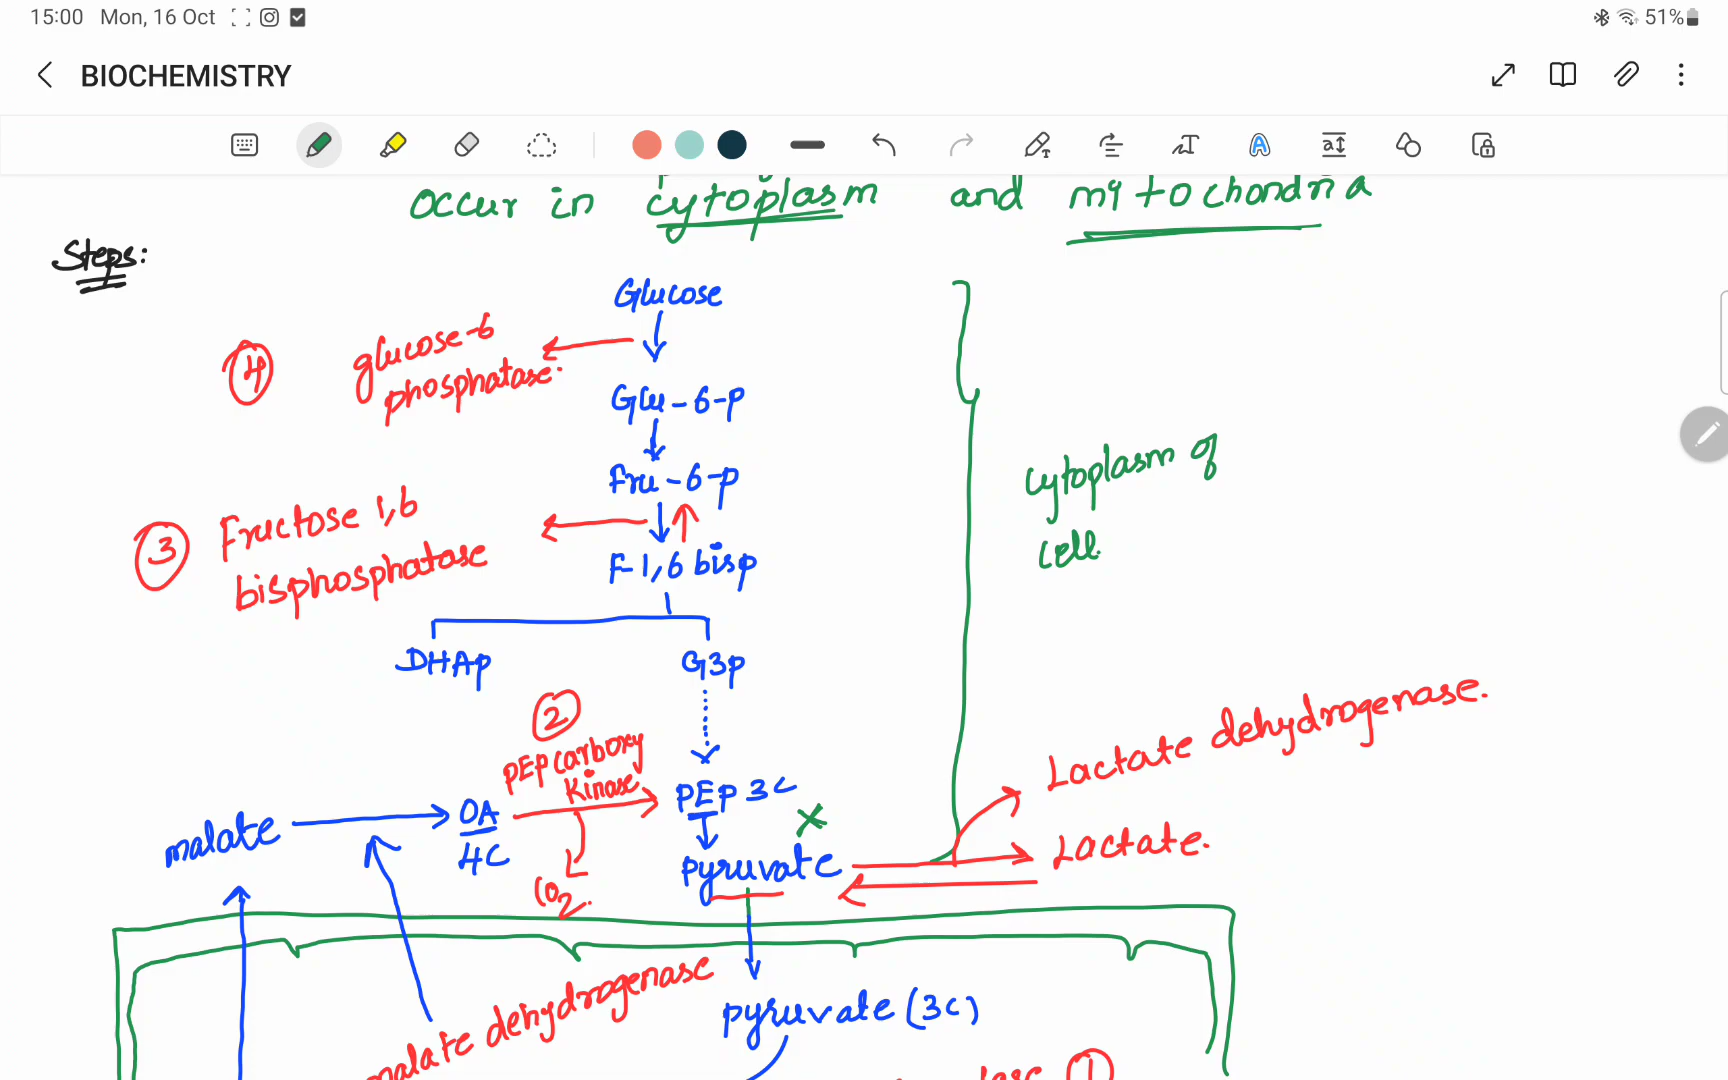 15:00 Mon, 16 Oct
51%
BIOCHEMISTRY
occur in cytoplasm and mytochondria
Steps:
Glucose
④ glucose-6
phosphatase.
Glu-6-p
Fru-6-p
cytoplasm of
cell.
③ Fructose 1,6
bisphosphatase
F 1,6 bisp
DHAp
G3p
②
PEP carboxy
kinase
Lactate dehydrogenase.
PEP 3C
malate
OA
4C
pyruvate
Lactate.
CO2.
malate dehydrogenase
pyruvate (3C)
①